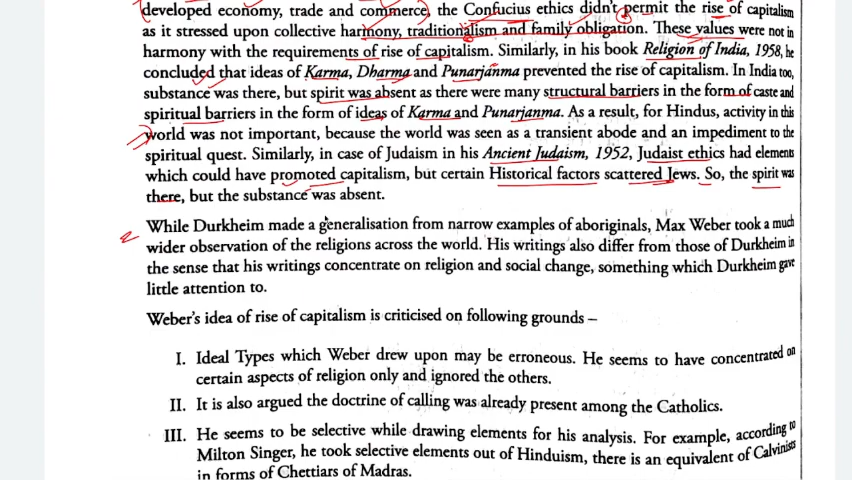 developed economy, trade and commerce, the Confucius ethics didn't permit the rise of capitalism
as it stressed upon collective harmony, traditionalism and family obligation. These values were not in
harmony with the requirements of rise of capitalism. Similarly, in his book Religion of India, 1958, he
concluded that ideas of Karma, Dharma and Punarjanma prevented the rise of capitalism. In India too,
substance was there, but spirit was absent as there were many structural barriers in the form of caste and
spiritual barriers in the form of ideas of Karma and Punarjanma. As a result, for Hindus, activity in this
world was not important, because the world was seen as a transient abode and an impediment to the
spiritual quest. Similarly, in case of Judaism in his Ancient Judaism, 1952, Judaist ethics had elements
which could have promoted capitalism, but certain Historical factors scattered Jews. So, the spirit was
there, but the substance was absent.
While Durkheim made a generalisation from narrow examples of aboriginals, Max Weber took a much
wider observation of the religions across the world. His writings also differ from those of Durkheim in
the sense that his writings concentrate on religion and social change, something which Durkheim gave
little attention to.
Weber's idea of rise of capitalism is criticised on following grounds –
I. Ideal Types which Weber drew upon may be erroneous. He seems to have concentrated on
certain aspects of religion only and ignored the others.
II. It is also argued the doctrine of calling was already present among the Catholics.
III. He seems to be selective while drawing elements for his analysis. For example, according to
Milton Singer, he took selective elements out of Hinduism, there is an equivalent of Calvinists
in forms of Chettiars of Madras.